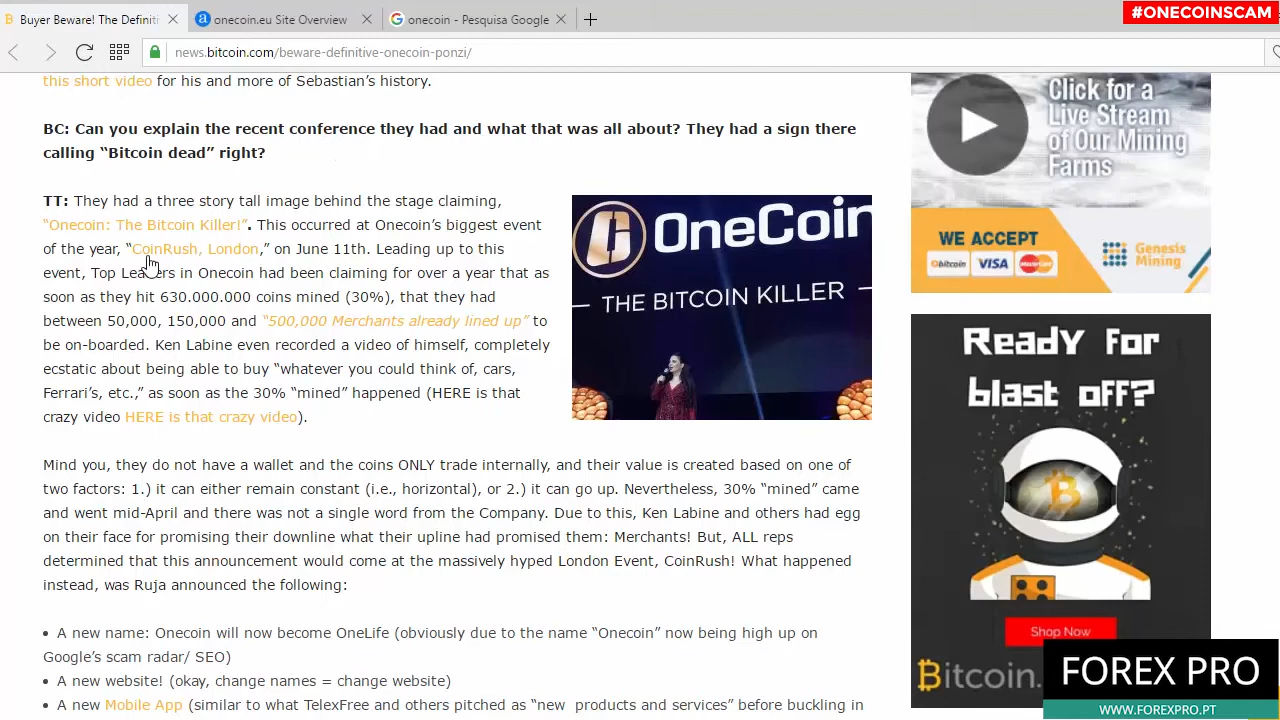 Buyer Beware! The Definiti
onecoin.eu Site Overview
onecoin - Pesquisa Google
#ONECOINSCAM
news.bitcoin.com/beware-definitive-onecoin-ponzi/
this short video for his and more of Sebastian’s history.
BC: Can you explain the recent conference they had and what that was all about? They had a sign there
calling “Bitcoin dead” right?
TT: They had a three story tall image behind the stage claiming,
“Onecoin: The Bitcoin Killer!”. This occurred at Onecoin’s biggest event
of the year, “CoinRush, London,” on June 11th. Leading up to this
event, Top Leaders in Onecoin had been claiming for over a year that as
soon as they hit 630.000.000 coins mined (30%), that they had
between 50,000, 150,000 and “500,000 Merchants already lined up” to
be on-boarded. Ken Labine even recorded a video of himself, completely
ecstatic about being able to buy “whatever you could think of, cars,
Ferrari’s, etc.,” as soon as the 30% “mined” happened (HERE is that
crazy video HERE is that crazy video).
OneCoin
THE BITCOIN KILLER
Mind you, they do not have a wallet and the coins ONLY trade internally, and their value is created based on one of
two factors: 1.) it can either remain constant (i.e., horizontal), or 2.) it can go up. Nevertheless, 30% “mined” came
and went mid-April and there was not a single word from the Company. Due to this, Ken Labine and others had egg
on their face for promising their downline what their upline had promised them: Merchants! But, ALL reps
determined that this announcement would come at the massively hyped London Event, CoinRush! What happened
instead, was Ruja announced the following:
• A new name: Onecoin will now become OneLife (obviously due to the name “Onecoin” now being high up on
Google’s scam radar/ SEO)
• A new website! (okay, change names = change website)
• A new Mobile App (similar to what TelexFree and others pitched as “new products and services” before buckling in
Click for a
Live Stream
of Our Mining
Farms
WE ACCEPT
bitcoin VISA MasterCard
Genesis
Mining
Ready for
blast off?
Shop Now
Bitcoin.
FOREX PRO
WWW.FOREXPRO.PT